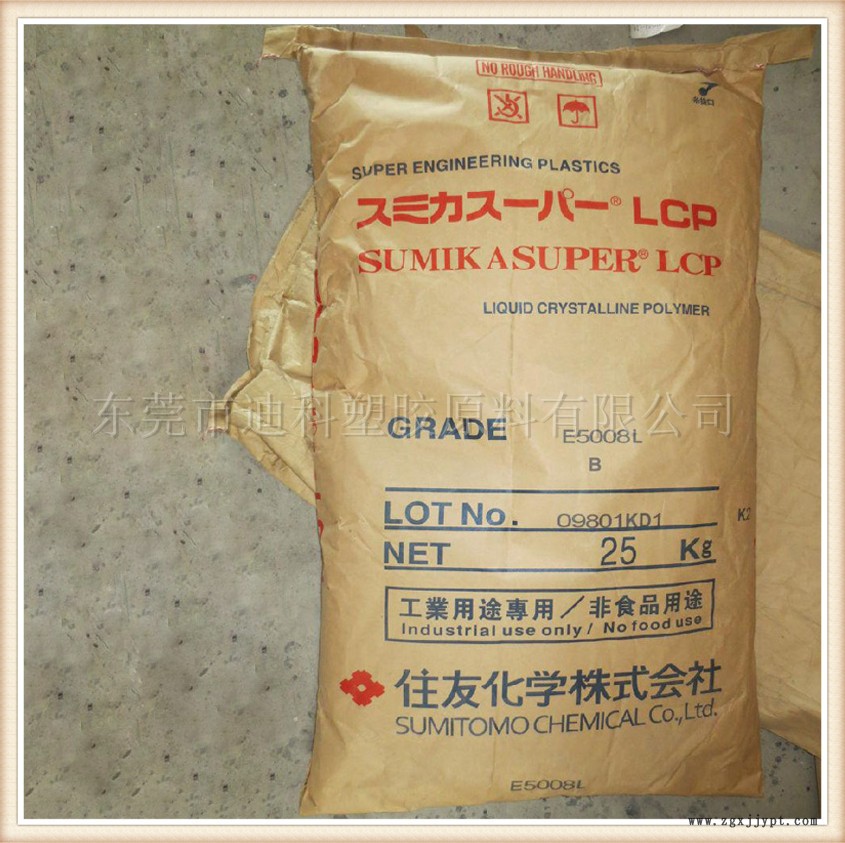 NO ROUGH HANDLING
SUPER ENGINEERING PLASTICS
スミカスーパー® LCP
SUMIKASUPER® LCP
LIQUID CRYSTALLINE POLYMER
东莞市迪科塑胶原料有限公司
GRADE E5008L
B
LOT No. 09801KD1 K2
NET 25 Kg
工業用途專用／非食品用途
Industrial use only / No food use
住友化学株式会社
SUMITOMO CHEMICAL Co., Ltd.
E5008L
www.zgxjjypt.com